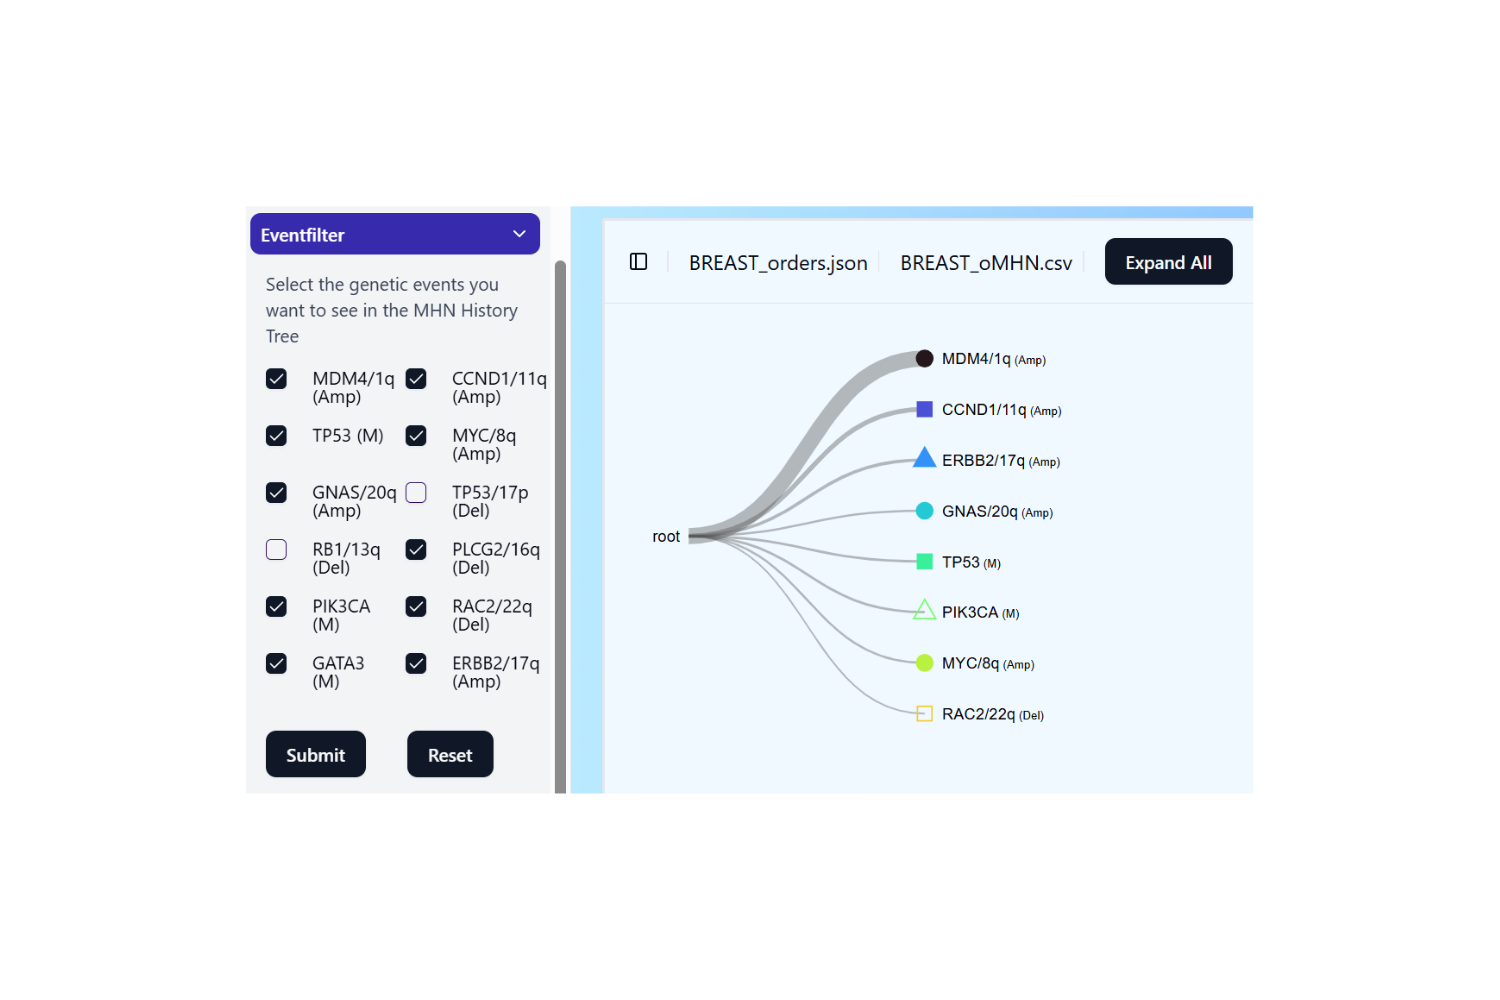 Eventfilter
Select the genetic events you
want to see in the MHN History
Tree
MDM4/1q
(Amp)
CCND1/11q
(Amp)
TP53 (M)
MYC/8q
(Amp)
GNAS/20q
(Amp)
TP53/17p
(Del)
RB1/13q
(Del)
PLCG2/16q
(Del)
PIK3CA
(M)
RAC2/22q
(Del)
GATA3
(M)
ERBB2/17q
(Amp)
Submit
Reset
BREAST_orders.json
BREAST_oMHN.csv
Expand All
root
MDM4/1q (Amp)
CCND1/11q (Amp)
ERBB2/17q (Amp)
GNAS/20q (Amp)
TP53 (M)
PIK3CA (M)
MYC/8q (Amp)
RAC2/22q (Del)